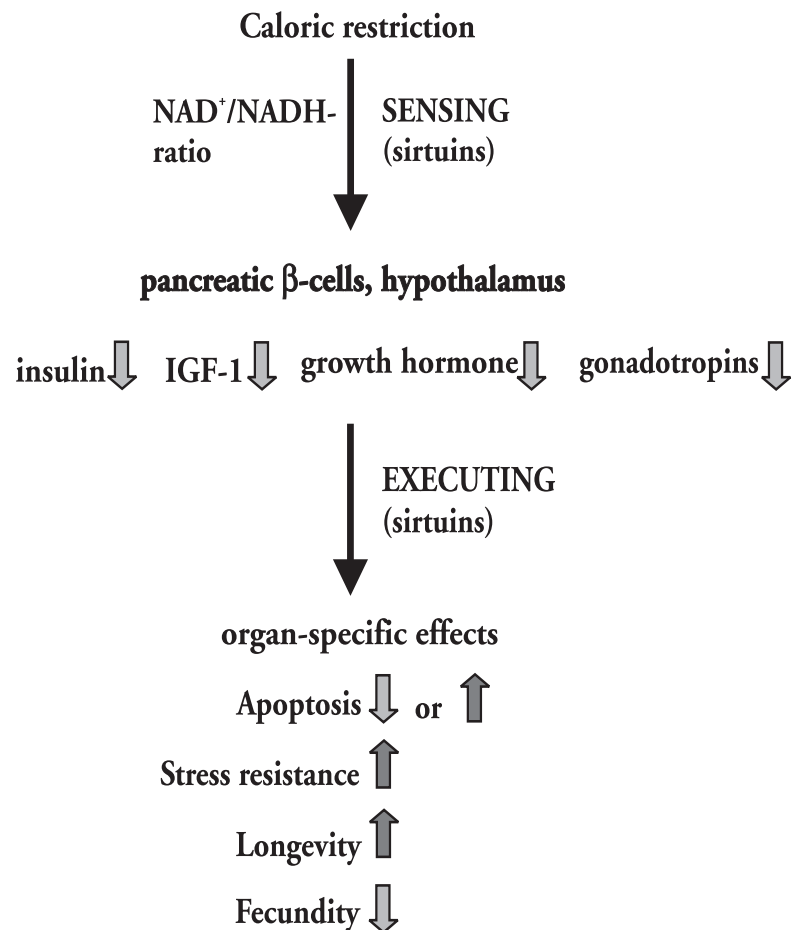 Caloric restriction
NAD⁺/NADH- SENSING
ratio (sirtuins)
pancreatic β-cells, hypothalamus
insulin IGF-1 growth hormone gonadotropins
EXECUTING
(sirtuins)
organ-specific effects
Apoptosis or
Stress resistance
Longevity
Fecundity